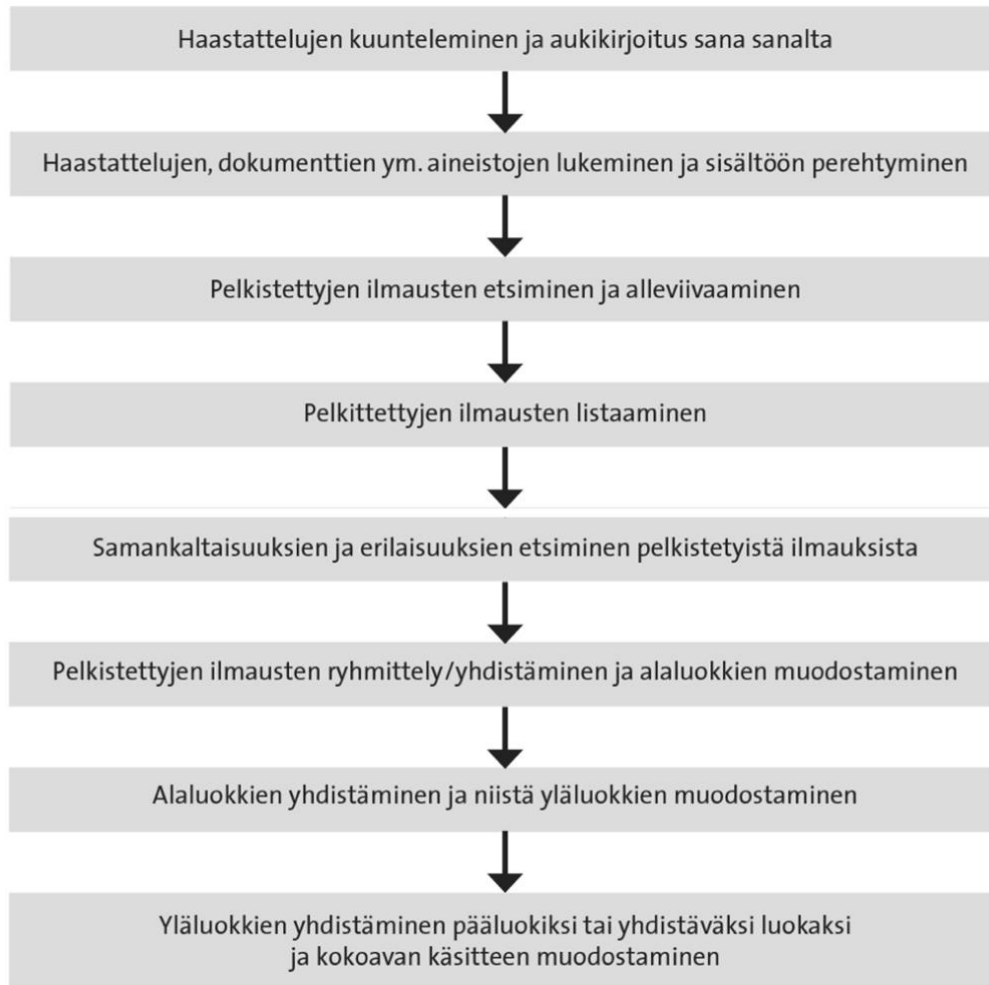 Haastattelujen kuunteleminen ja aukikirjoitus sana sanalta
Haastattelujen, dokumenttien ym. aineistojen lukeminen ja sisältöön perehtyminen
Pelkistettyjen ilmausten etsiminen ja alleviivaaminen
Pelkittettyjen ilmausten listaaminen
Samankaltaisuuksien ja erilaisuuksien etsiminen pelkistetyistä ilmauksista
Pelkistettyjen ilmausten ryhmittely/yhdistäminen ja alaluokkien muodostaminen
Alaluokkien yhdistäminen ja niistä yläluokkien muodostaminen
Yläluokkien yhdistäminen pääluokiksi tai yhdistäväksi luokaksi
ja kokoavan käsitteen muodostaminen